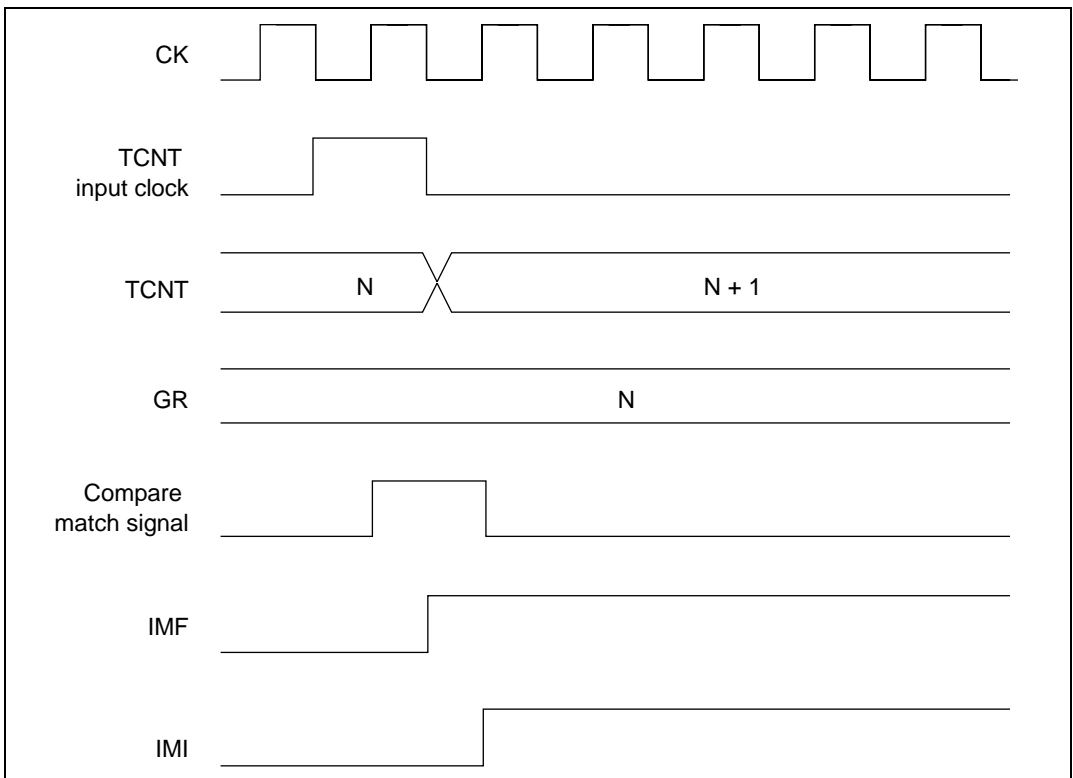 CK
TCNT
input clock
TCNT
N
N + 1
GR
N
Compare
match signal
IMF
IMI